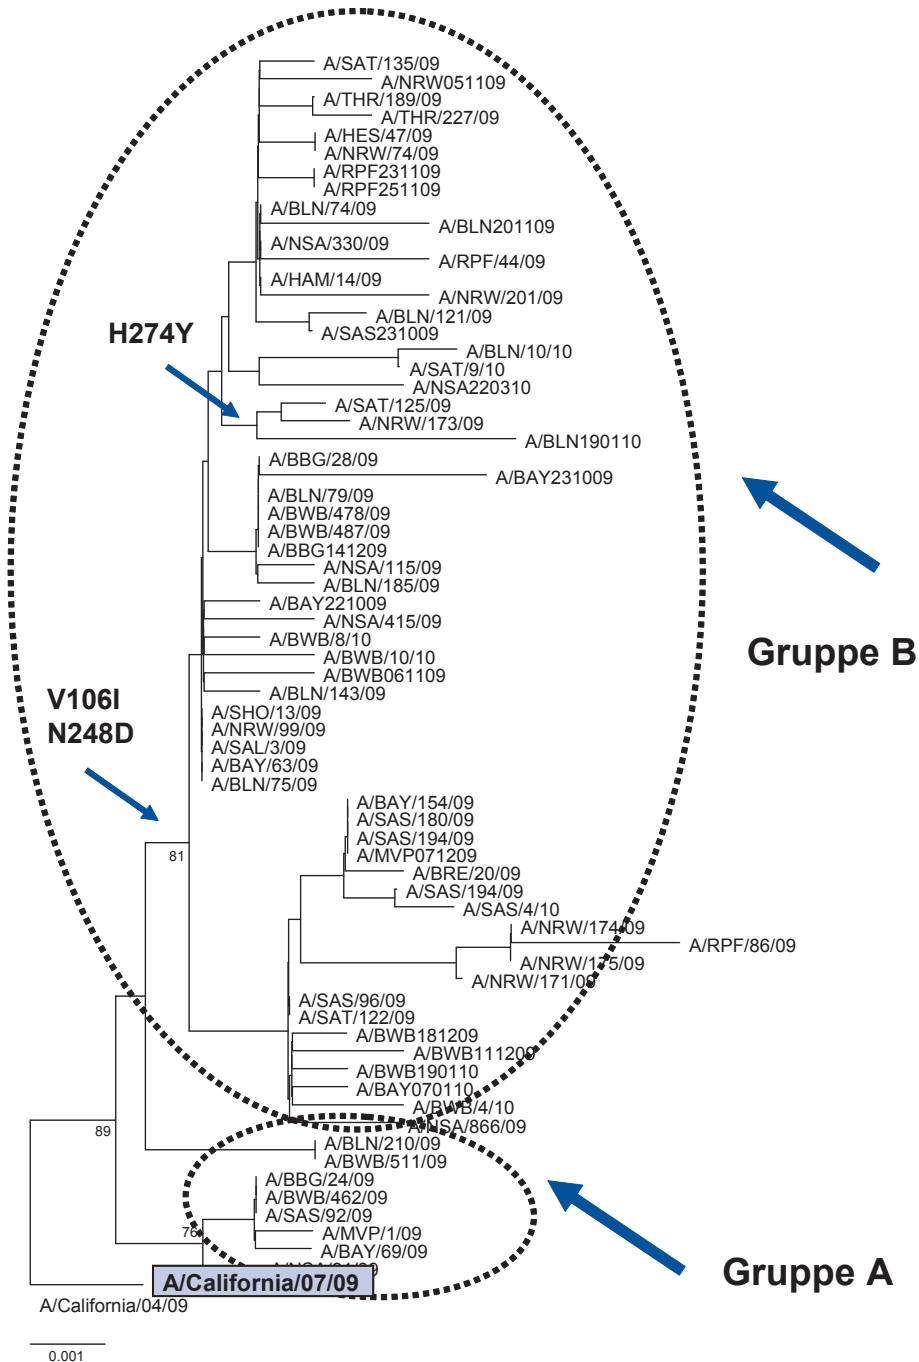 A/SAT/135/09
A/NRW051109
A/THR/189/09
A/THR/227/09
A/HES/47/09
A/NRW/74/09
A/RPF231109
A/RPF251109
A/BLN/74/09
A/BLN201109
A/NSA/330/09
A/RPF/44/09
A/HAM/14/09
A/NRW/201/09
A/BLN/121/09
A/SAS231009
H274Y
A/BLN/10/10
A/SAT/9/10
A/NSA220310
A/SAT/125/09
A/NRW/173/09
A/BLN190110
A/BBG/28/09
A/BAY231009
A/BLN/79/09
A/BWB/478/09
A/BWB/487/09
A/BBG141209
A/NSA/115/09
A/BLN/185/09
A/BAY221009
A/NSA/415/09
A/BWB/8/10
Gruppe B
A/BWB/10/10
A/BWB061109
A/BLN/143/09
V106I
N248D
A/SHO/13/09
A/NRW/99/09
A/SAL/3/09
A/BAY/63/09
A/BLN/75/09
A/BAY/154/09
A/SAS/180/09
A/SAS/194/09
A/MVP071209
81
A/BRE/20/09
A/SAS/194/09
A/SAS/4/10
A/NRW/174/09
A/RPF/86/09
A/NRW/175/09
A/NRW/171/09
A/SAS/96/09
A/SAT/122/09
A/BWB181209
A/BWB111209
A/BWB190110
A/BAY070110
A/BWB/4/10
A/NSA/866/09
89
A/BLN/210/09
A/BWB/511/09
A/BBG/24/09
A/BWB/462/09
A/SAS/92/09
76
A/MVP/1/09
A/BAY/69/09
Gruppe A
A/California/07/09
A/California/04/09
0.001